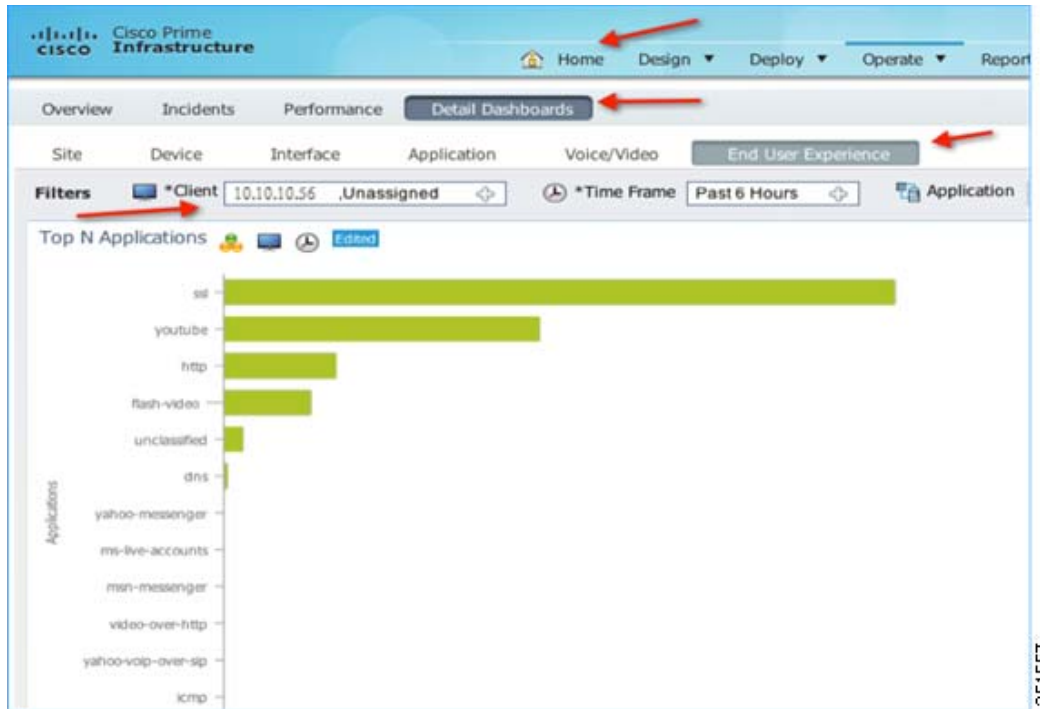 Cisco Prime
CISCO Infrastructure
Home Design Deploy Operate Report
Overview Incidents Performance Detail Dashboards
Site Device Interface Application Voice/Video End User Experience
Filters *Client 10.10.10.56 ,Unassigned *Time Frame Past 6 Hours Application
Top N Applications Edited
ssl
youtube
http
flash-video
unclassified
dns
yahoo-messenger
ms-live-accounts
msn-messenger
video-over-http
yahoo-voip-over-sip
icmp
Applications